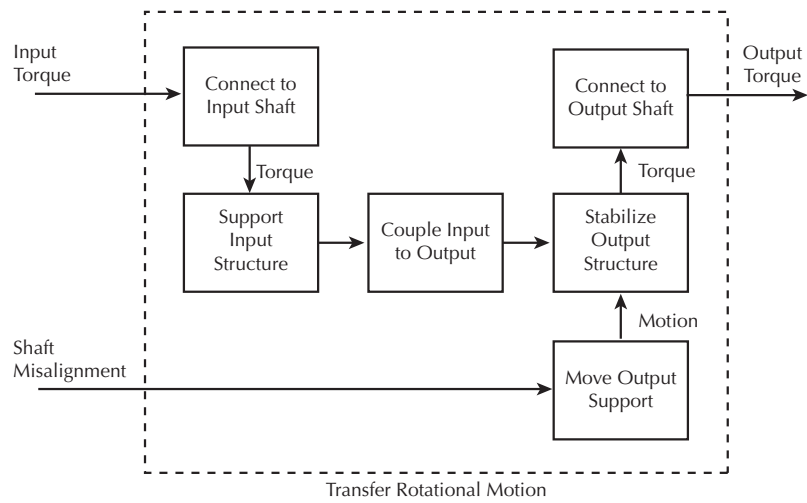 Input
Torque
Connect to
Input Shaft
Connect to
Output Shaft
Output
Torque
Torque
Torque
Support
Input
Structure
Couple Input
to Output
Stabilize
Output
Structure
Motion
Shaft
Misalignment
Move Output
Support
Transfer Rotational Motion